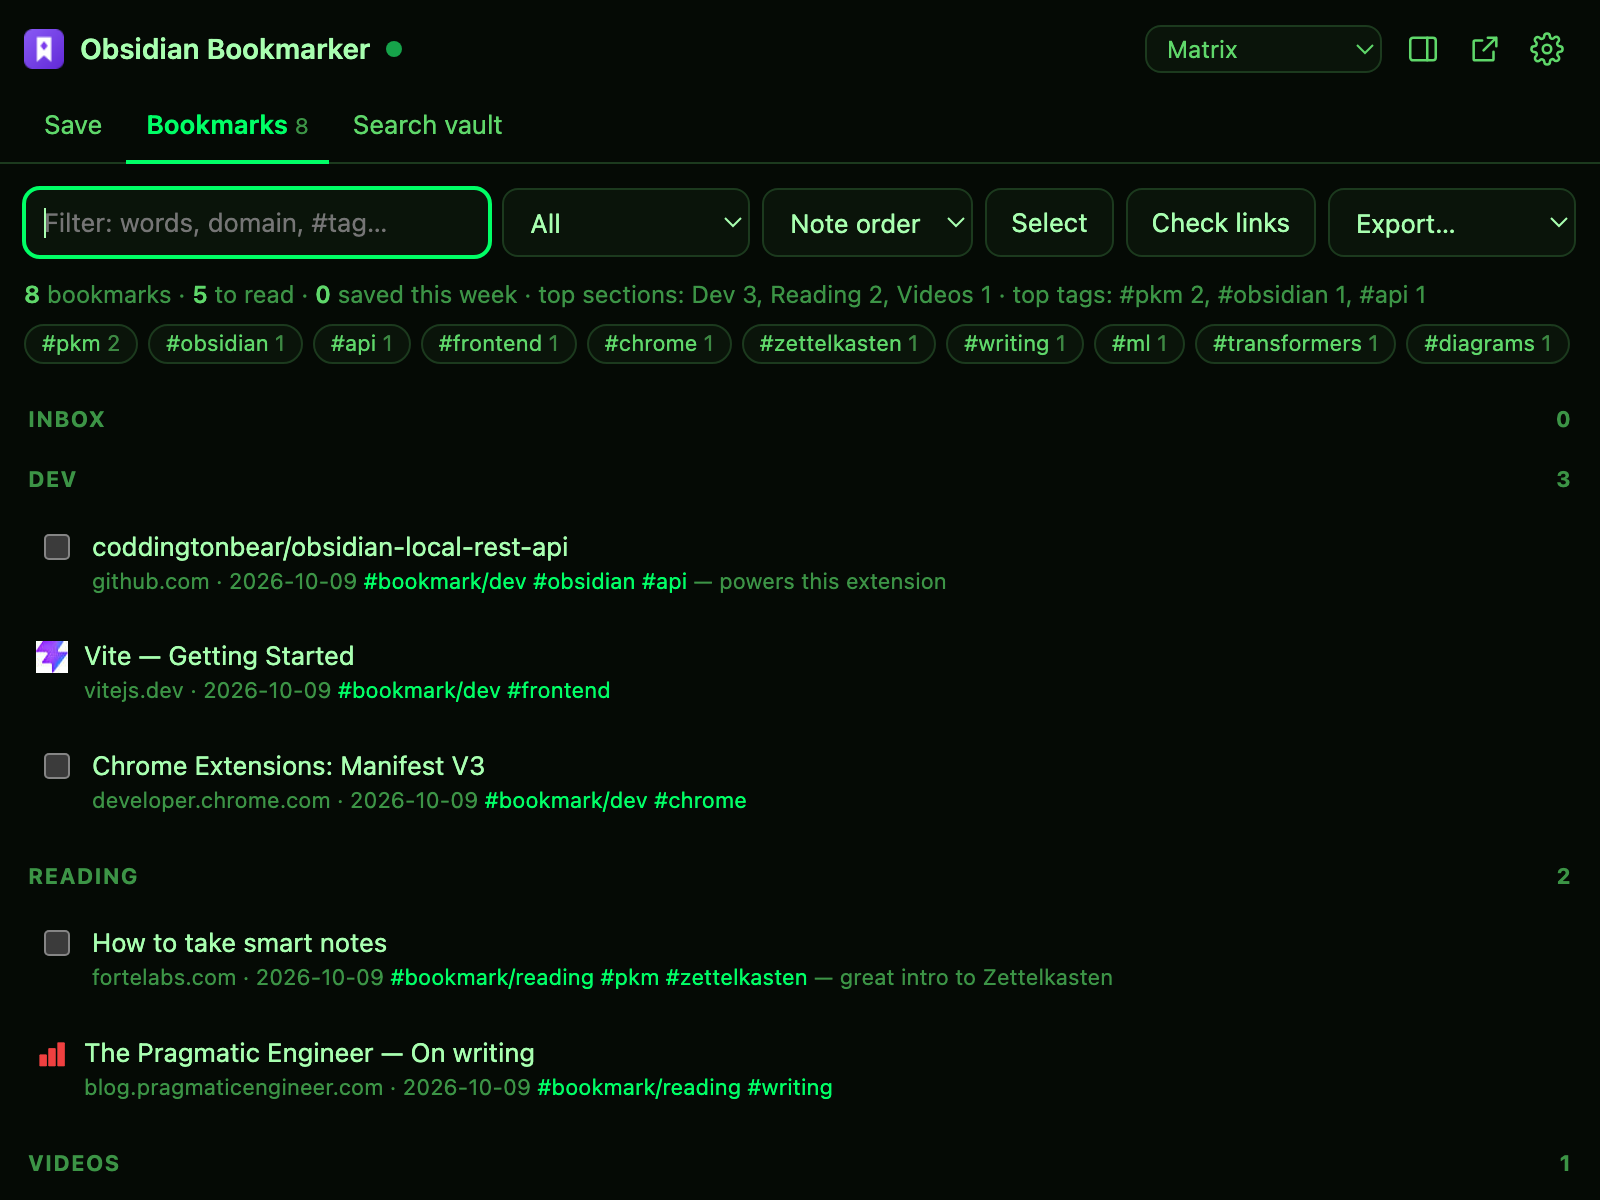 Obsidian Bookmarker
Matrix
Save
Bookmarks 8
Search vault
Filter: words, domain, #tag…
All
Note order
Select
Check links
Export…
8 bookmarks · 5 to read · 0 saved this week · top sections: Dev 3, Reading 2, Videos 1 · top tags: #pkm 2, #obsidian 1, #api 1
#pkm 2
#obsidian 1
#api 1
#frontend 1
#chrome 1
#zettelkasten 1
#writing 1
#ml 1
#transformers 1
#diagrams 1
INBOX 0
DEV 3
coddingtonbear/obsidian-local-rest-api
github.com · 2026-10-09 #bookmark/dev #obsidian #api — powers this extension
Vite — Getting Started
vitejs.dev · 2026-10-09 #bookmark/dev #frontend
Chrome Extensions: Manifest V3
developer.chrome.com · 2026-10-09 #bookmark/dev #chrome
READING 2
How to take smart notes
fortelabs.com · 2026-10-09 #bookmark/reading #pkm #zettelkasten — great intro to Zettelkasten
The Pragmatic Engineer — On writing
blog.pragmaticengineer.com · 2026-10-09 #bookmark/reading #writing
VIDEOS 1